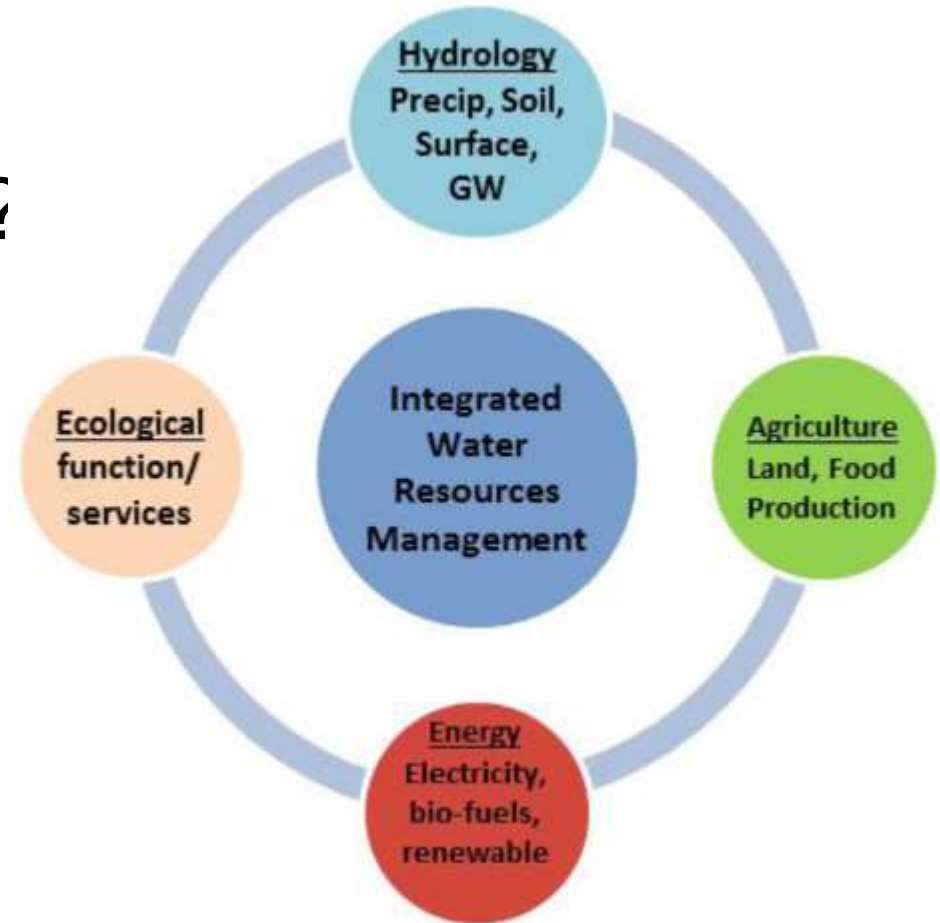 Hydrology
Precip, Soil,
Surface,
GW
?
Integrated
Water
Resources
Management
Ecological
function/
services
Agriculture
Land, Food
Production
Energy
Electricity,
bio-fuels,
renewable